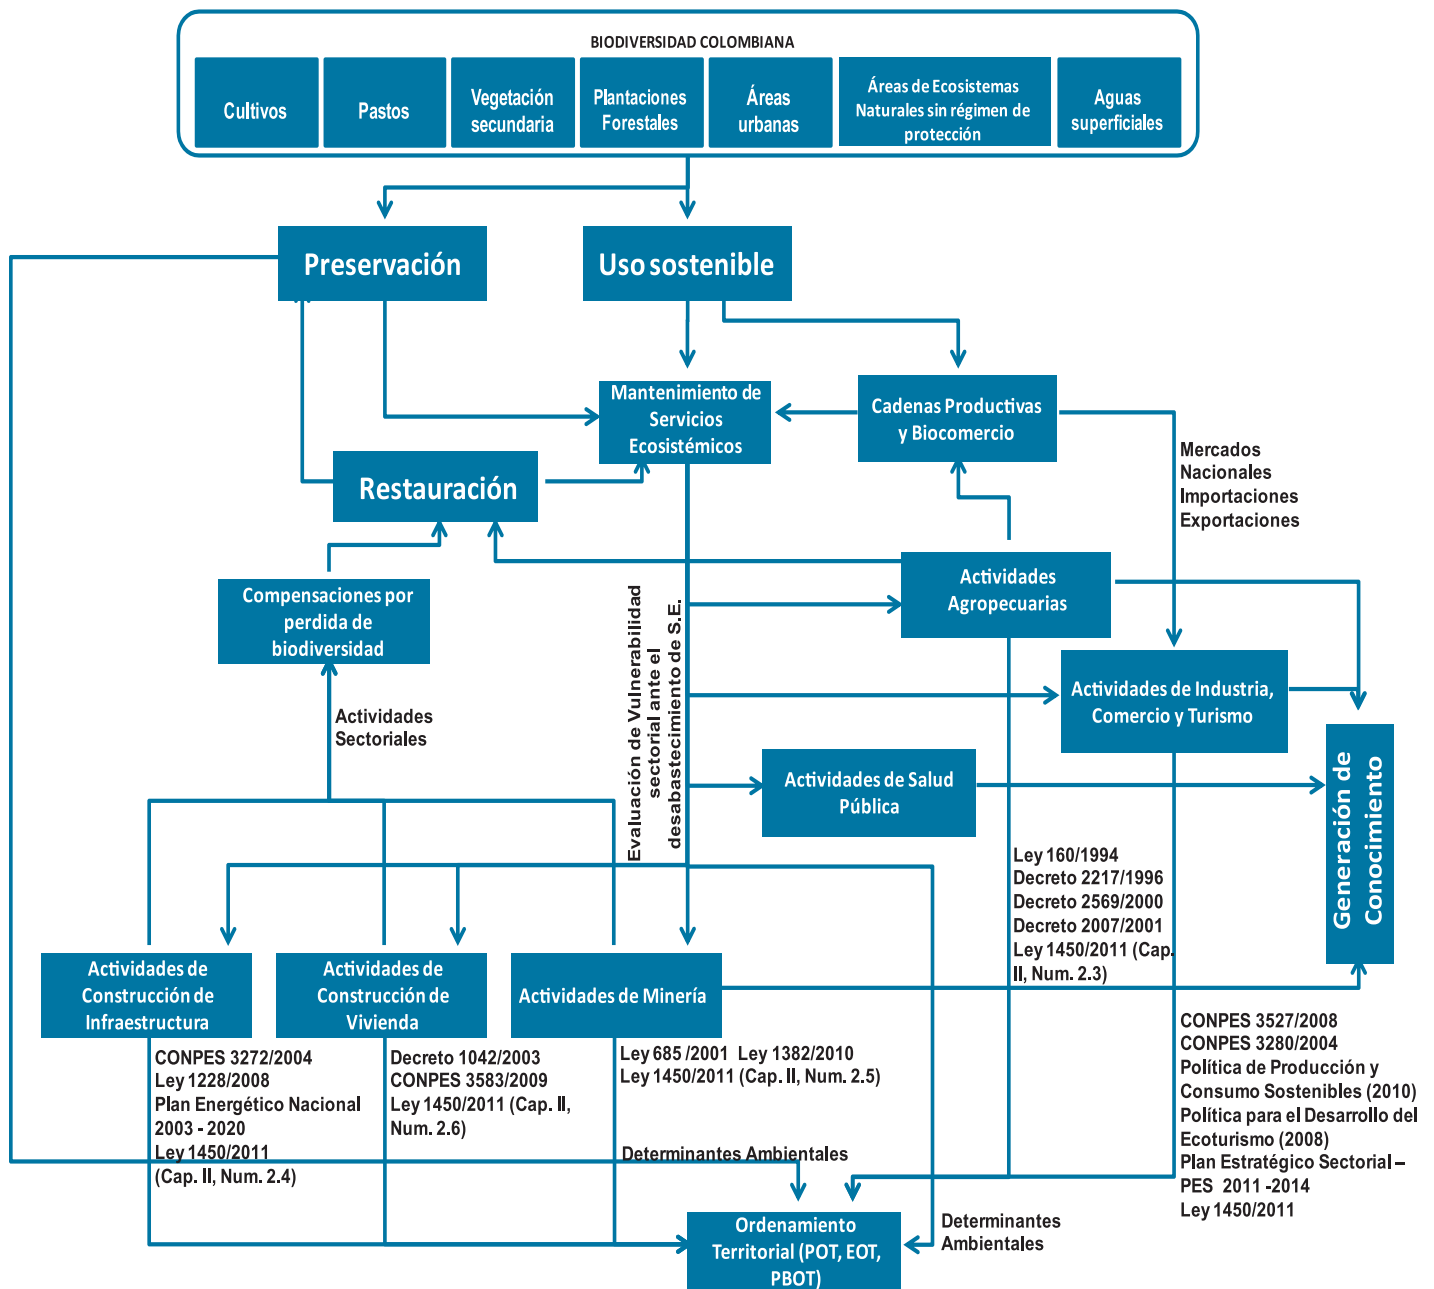 BIODIVERSIDAD COLOMBIANA
Cultivos
Pastos
Vegetación
secundaria
Plantaciones
Forestales
Áreas
urbanas
Áreas de Ecosistemas
Naturales sin régimen de
protección
Aguas
superficiales
Preservación
Uso sostenible
Mantenimiento de
Servicios
Ecosistémicos
Cadenas Productivas
y Biocomercio
Mercados
Nacionales
Importaciones
Exportaciones
Restauración
Compensaciones por
perdida de
biodiversidad
Actividades
Agropecuarias
Evaluación de Vulnerabilidad
sectorial ante el
desabastecimiento de S.E.
Actividades de Industria,
Comercio y Turismo
Actividades
Sectoriales
Actividades de Salud
Pública
Generación de
Conocimiento
Ley 160/1994
Decreto 2217/1996
Decreto 2569/2000
Decreto 2007/2001
Ley 1450/2011 (Cap.
II, Num. 2.3)
Actividades de
Construcción de
Infraestructura
Actividades de
Construcción de
Vivienda
Actividades de Minería
CONPES 3272/2004
Ley 1228/2008
Plan Energético Nacional
2003 - 2020
Ley 1450/2011
(Cap. II, Num. 2.4)
Decreto 1042/2003
CONPES 3583/2009
Ley 1450/2011 (Cap. II,
Num. 2.6)
Ley 685 /2001 Ley 1382/2010
Ley 1450/2011 (Cap. II, Num. 2.5)
CONPES 3527/2008
CONPES 3280/2004
Política de Producción y
Consumo Sostenibles (2010)
Política para el Desarrollo del
Ecoturismo (2008)
Plan Estratégico Sectorial –
PES 2011 -2014
Ley 1450/2011
Determinantes Ambientales
Ordenamiento
Territorial (POT, EOT,
PBOT)
Determinantes
Ambientales